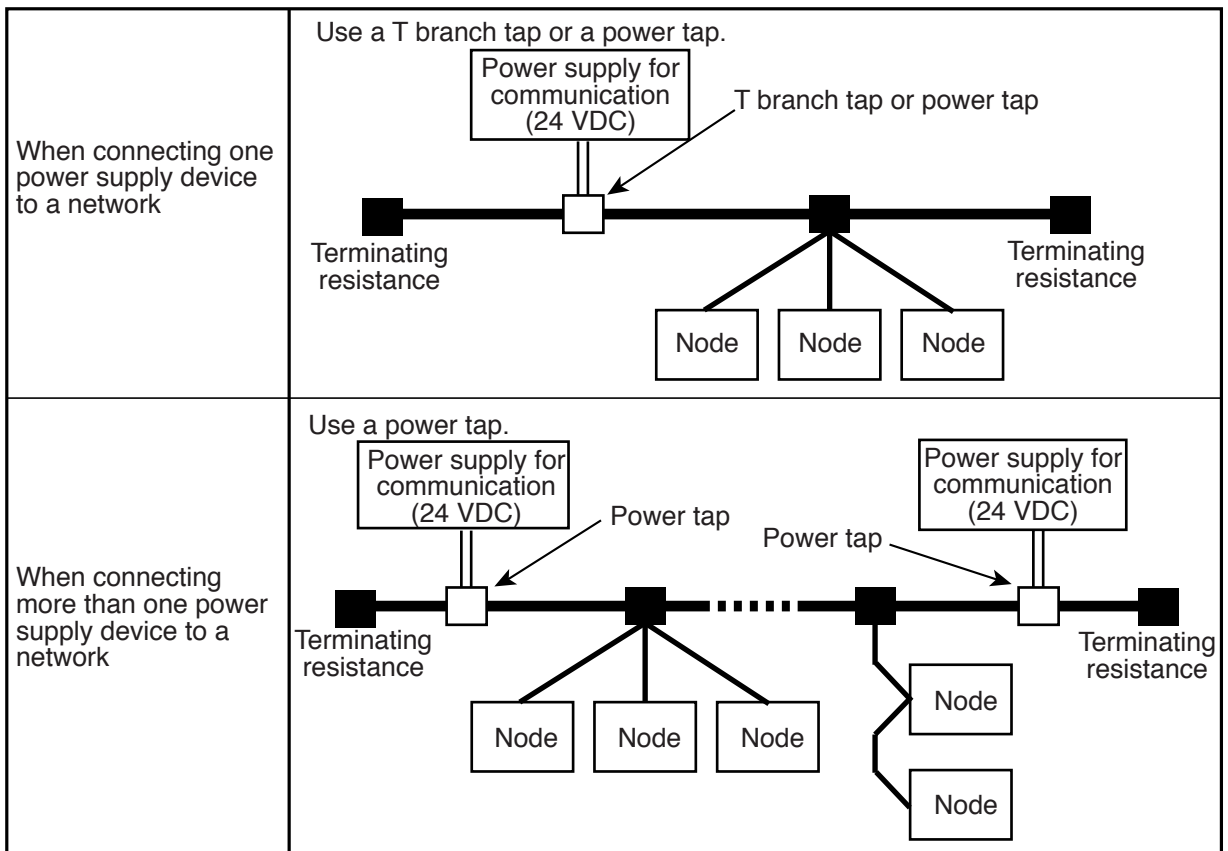 When connecting one
power supply device
to a network
Use a T branch tap or a power tap.
Power supply for
communication
(24 VDC)
T branch tap or power tap
Terminating
resistance
Terminating
resistance
Node
Node
Node
When connecting
more than one power
supply device to a
network
Use a power tap.
Power supply for
communication
(24 VDC)
Power tap
Power tap
Power supply for
communication
(24 VDC)
Terminating
resistance
Terminating
resistance
Node
Node
Node
Node
Node